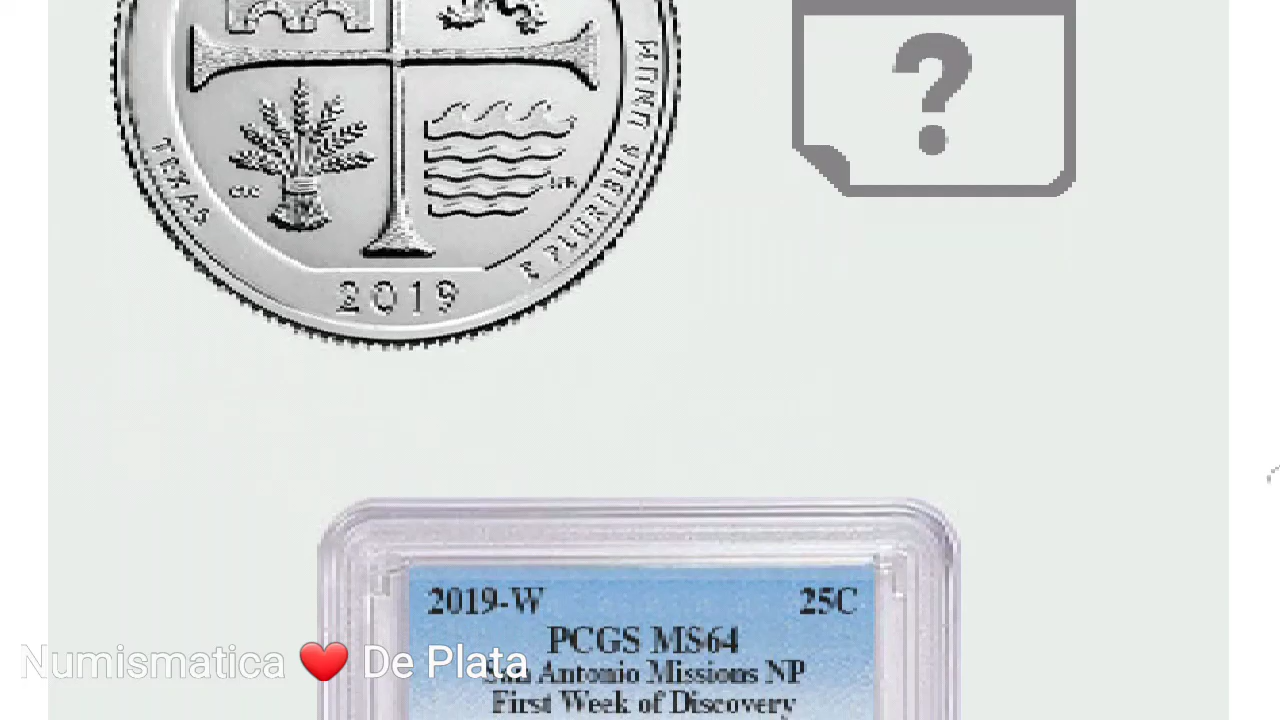 TEXAS
E PLURIBUS UNUM
2019
?
2019-W 25C
PCGS MS64
San Antonio Missions NP
First Week of Discovery
Numismatica ❤️ De Plata